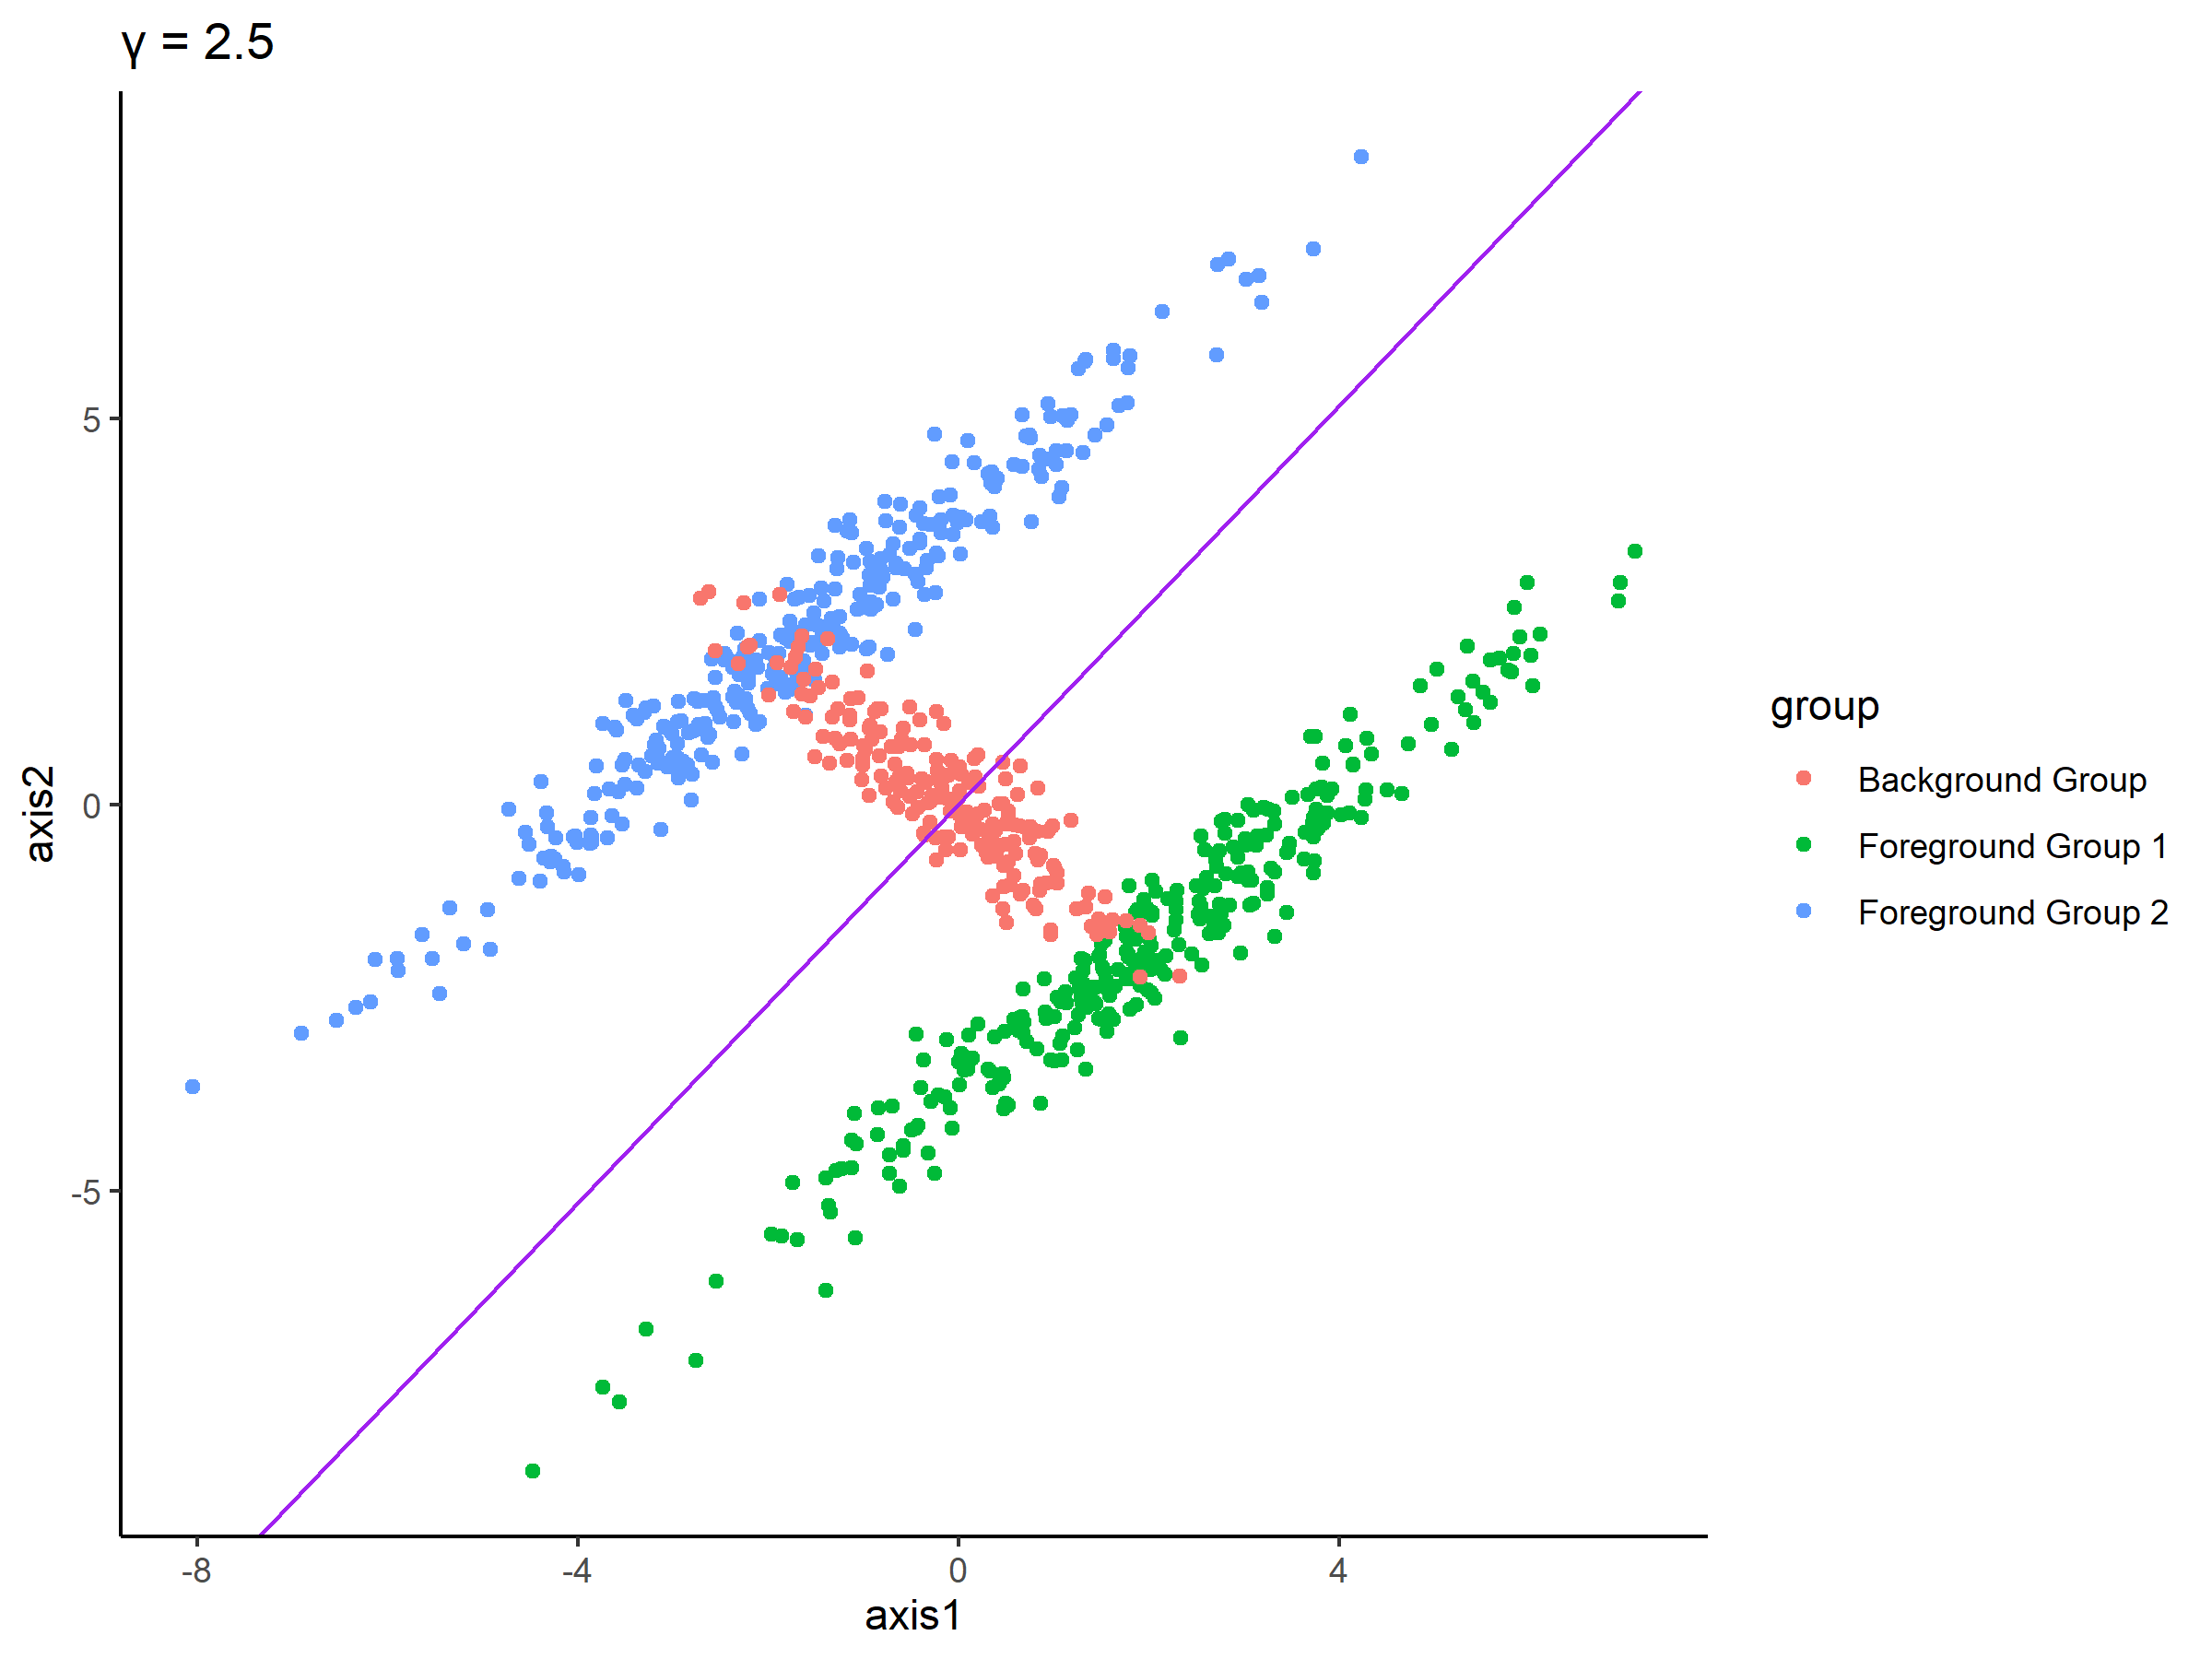 γ = 2.5
5
0
-5
axis2
-8
-4
0
4
axis1
group
Background Group
Foreground Group 1
Foreground Group 2